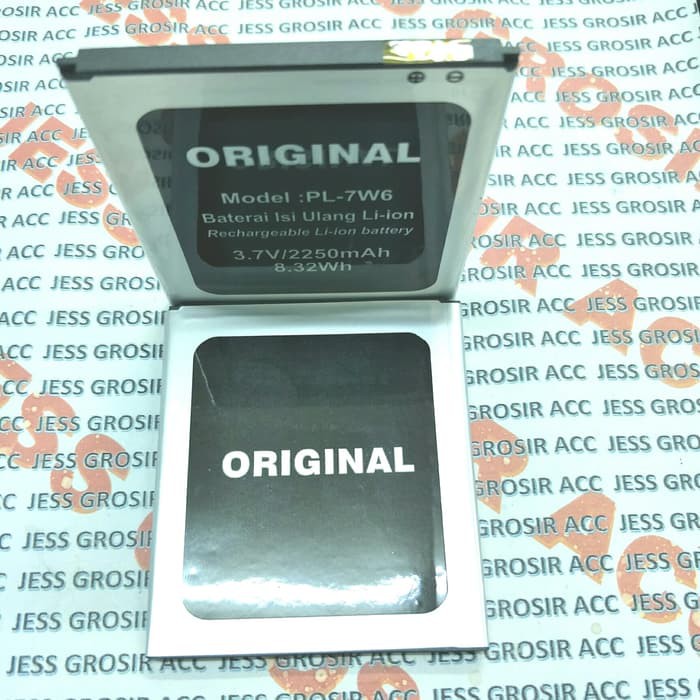 ORIGINAL
Model :PL-7W6
Baterai Isi Ulang Li-ion
Rechargeable Li-ion battery
3.7V/2250mAh
8.32Wh
ORIGINAL
JESS GROSIR ACC